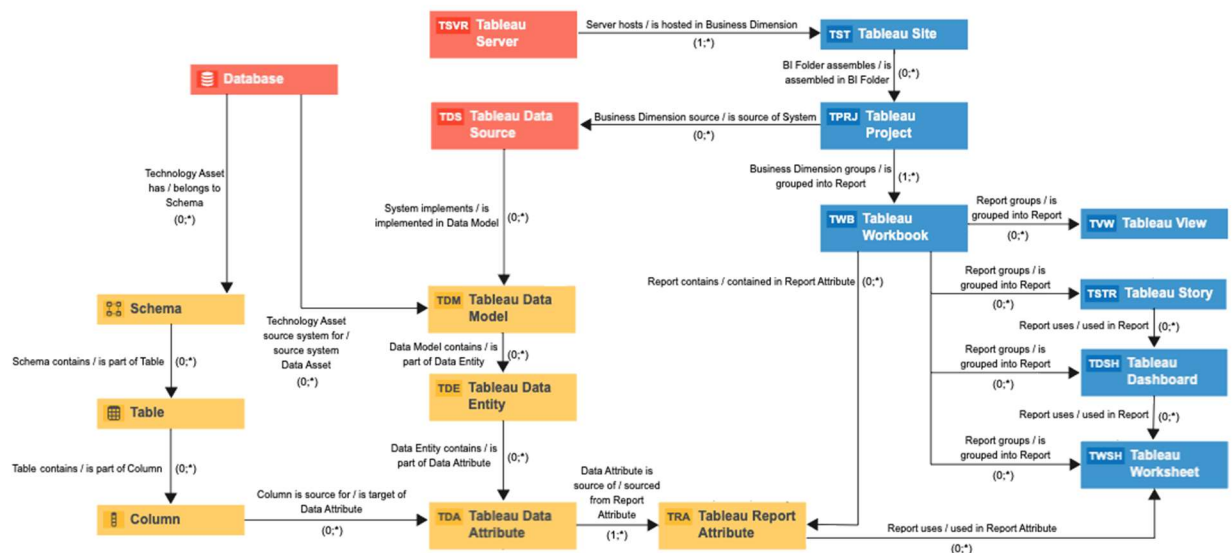 TSVR Tableau
Server
Server hosts / is hosted in Business Dimension
(1;*)
TST Tableau Site
BI Folder assembles / is
assembled in BI Folder
(0;*)
Database
TDS Tableau Data
Source
Business Dimension source / is source of System
(0;*)
TPRJ Tableau
Project
Technology Asset
has / belongs to
Schema
(0;*)
System implements / is
implemented in Data Model
(0;*)
Business Dimension groups / is
grouped into Report
(1;*)
TWB Tableau
Workbook
Report groups / is
grouped into Report
(0;*)
TVW Tableau View
Report contains / contained in Report Attribute
(0;*)
Report groups / is
grouped into Report
(0;*)
TSTR Tableau Story
Schema
Technology Asset
source system for /
source system
Data Asset
(0;*)
TDM Tableau Data
Model
Report uses / used in Report
(0;*)
Schema contains / is part of Table
(0;*)
Data Model contains / is
part of Data Entity
(0;*)
Report groups / is
grouped into Report
(0;*)
TDSH Tableau
Dashboard
Table
TDE Tableau Data
Entity
Report uses / used in Report
(0;*)
Table contains / is part of Column
(0;*)
Data Entity contains / is
part of Data Attribute
(0;*)
Report groups / is
grouped into Report
(0;*)
TWSH Tableau
Worksheet
Column
Column is source for / is target of
Data Attribute
(0;*)
TDA Tableau Data
Attribute
Data Attribute is
source of / sourced
from Report
Attribute
(1;*)
TRA Tableau Report
Attribute
Report uses / used in Report Attribute
(0;*)